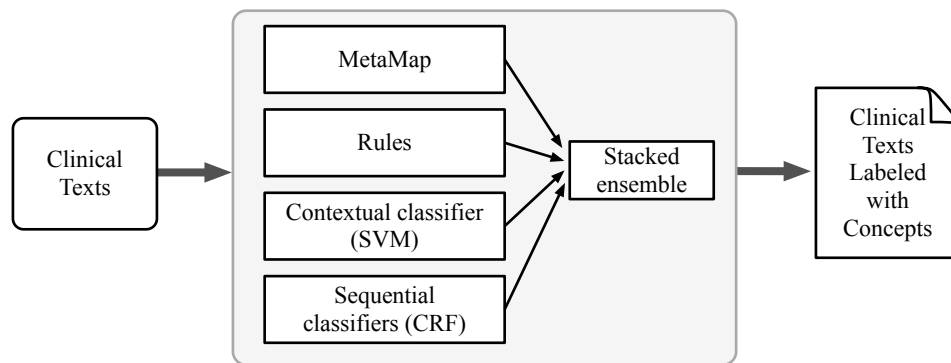 Clinical
Texts
MetaMap
Rules
Contextual classifier
(SVM)
Sequential
classifiers (CRF)
Stacked
ensemble
Clinical
Texts
Labeled
with
Concepts